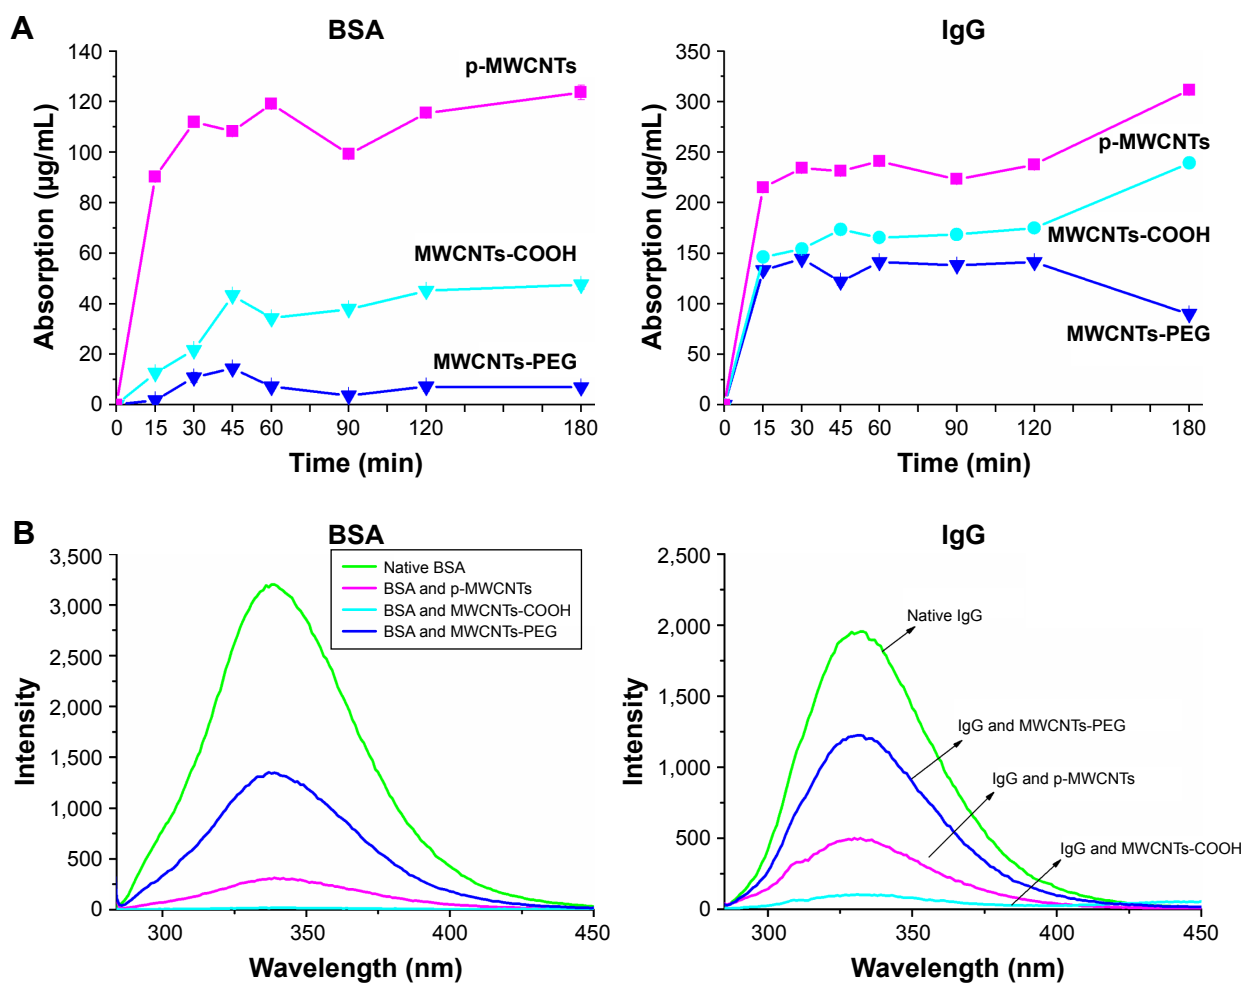 A
BSA
Absorption (µg/mL)
140
120
100
80
60
40
20
0
p-MWCNTs
MWCNTs-COOH
MWCNTs-PEG
0 15 30 45 60 90 120 180
Time (min)
IgG
Absorption (µg/mL)
350
300
250
200
150
100
50
0
p-MWCNTs
MWCNTs-COOH
MWCNTs-PEG
0 15 30 45 60 90 120 180
Time (min)
B
BSA
Intensity
3,500
3,000
2,500
2,000
1,500
1,000
500
0
Native BSA
BSA and p-MWCNTs
BSA and MWCNTs-COOH
BSA and MWCNTs-PEG
300 350 400 450
Wavelength (nm)
IgG
Intensity
2,500
2,000
1,500
1,000
500
0
Native IgG
IgG and MWCNTs-PEG
IgG and p-MWCNTs
IgG and MWCNTs-COOH
300 350 400 450
Wavelength (nm)